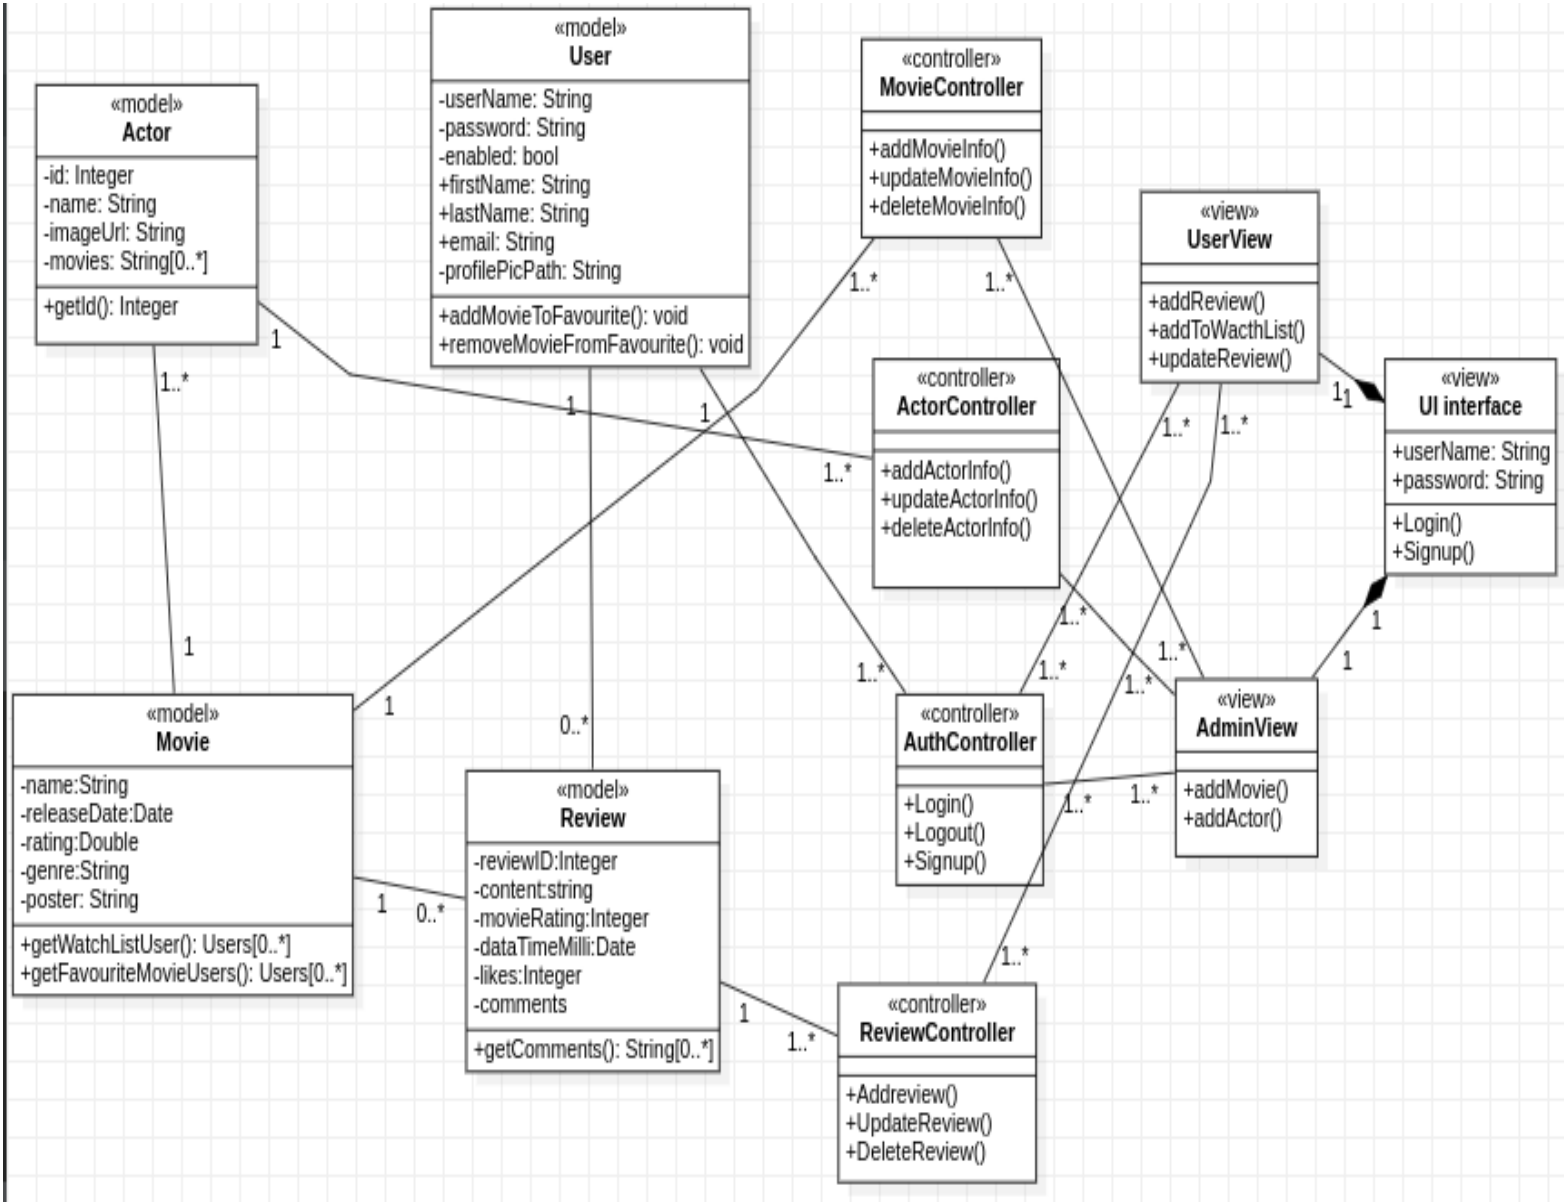 «model»
Actor
-id: Integer
-name: String
-imageUrl: String
-movies: String[0..*]
+getId(): Integer
«model»
User
-userName: String
-password: String
-enabled: bool
+firstName: String
+lastName: String
+email: String
-profilePicPath: String
+addMovieToFavourite(): void
+removeMovieFromFavourite(): void
«controller»
MovieController
+addMovieInfo()
+updateMovieInfo()
+deleteMovieInfo()
«view»
UserView
+addReview()
+addToWacthList()
+updateReview()
«controller»
ActorController
+addActorInfo()
+updateActorInfo()
+deleteActorInfo()
«view»
UI interface
+userName: String
+password: String
+Login()
+Signup()
1..*
1..*
1
1..*
1
1
1
1
1..*
1..*
1..*
1..*
1
1
1..*
1
1..*
1..*
1..*
1..*
1
0..*
«model»
Movie
-name:String
-releaseDate:Date
-rating:Double
-genre:String
-poster: String
+getWatchListUser(): Users[0..*]
+getFavouriteMovieUsers(): Users[0..*]
«model»
Review
-reviewID:Integer
-content:string
-movieRating:Integer
-dataTimeMilli:Date
-likes:Integer
-comments
+getComments(): String[0..*]
«controller»
AuthController
+Login()
+Logout()
+Signup()
«view»
AdminView
+addMovie()
+addActor()
1..*
1..*
1
0..*
1..*
1
1..*
«controller»
ReviewController
+Addreview()
+UpdateReview()
+DeleteReview()